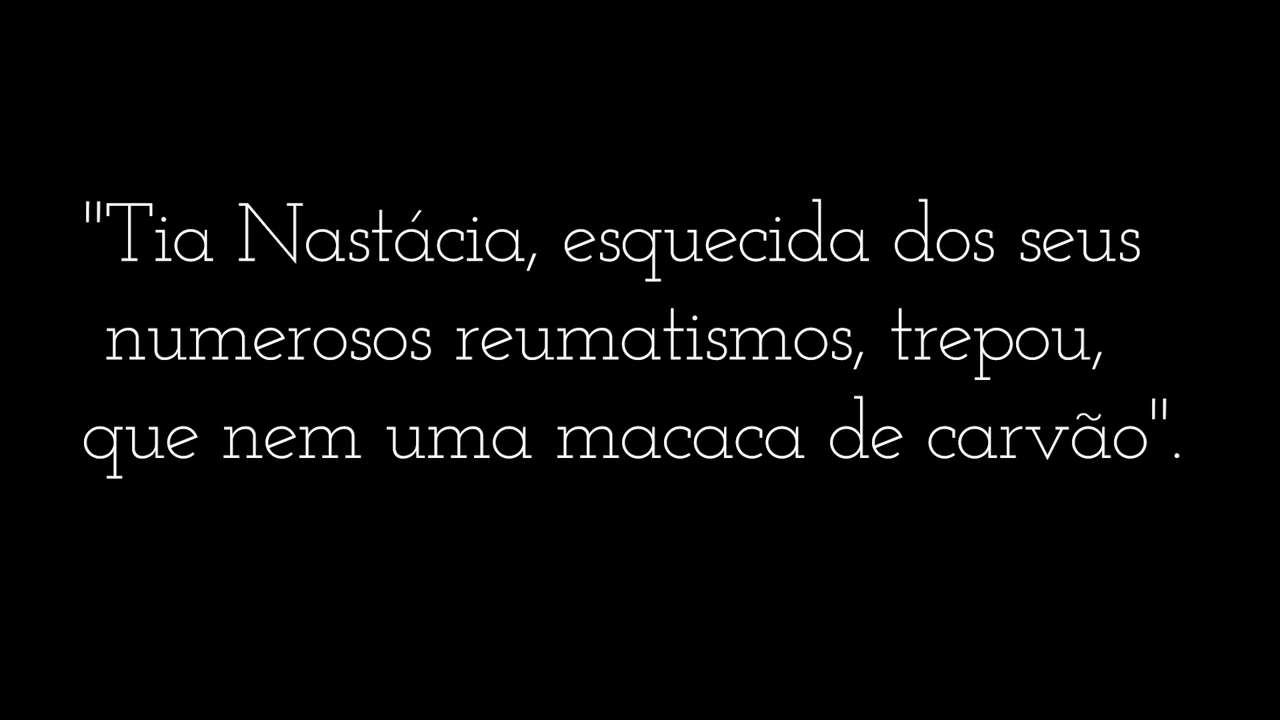 "Tia Nastácia, esquecida dos seus
numerosos reumatismos, trepou,
que nem uma macaca de carvão".